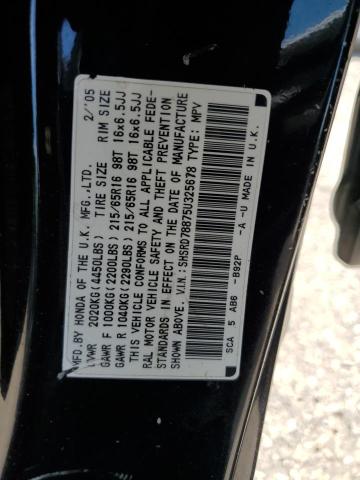 MFD.BY HONDA OF THE U.K. MFG.,LTD. 2/'05
GVWR 2020KG(4450LBS) TIRE SIZE RIM SIZE
GAWR F 1000KG(2200LBS) 215/65R16 98T 16x6.5JJ
GAWR R 1040KG(2290LBS) 215/65R16 98T 16x6.5JJ
THIS VEHICLE CONFORMS TO ALL APPLICABLE FEDE-
RAL MOTOR VEHICLE SAFETY AND THEFT PREVENTION
STANDARDS IN EFFECT ON THE DATE OF MANUFACTURE
SHOWN ABOVE. V.I.N:SHSRD78875U325678 TYPE: MPV
SCA 5 AB6 -B92P -A -U MADE IN U.K.